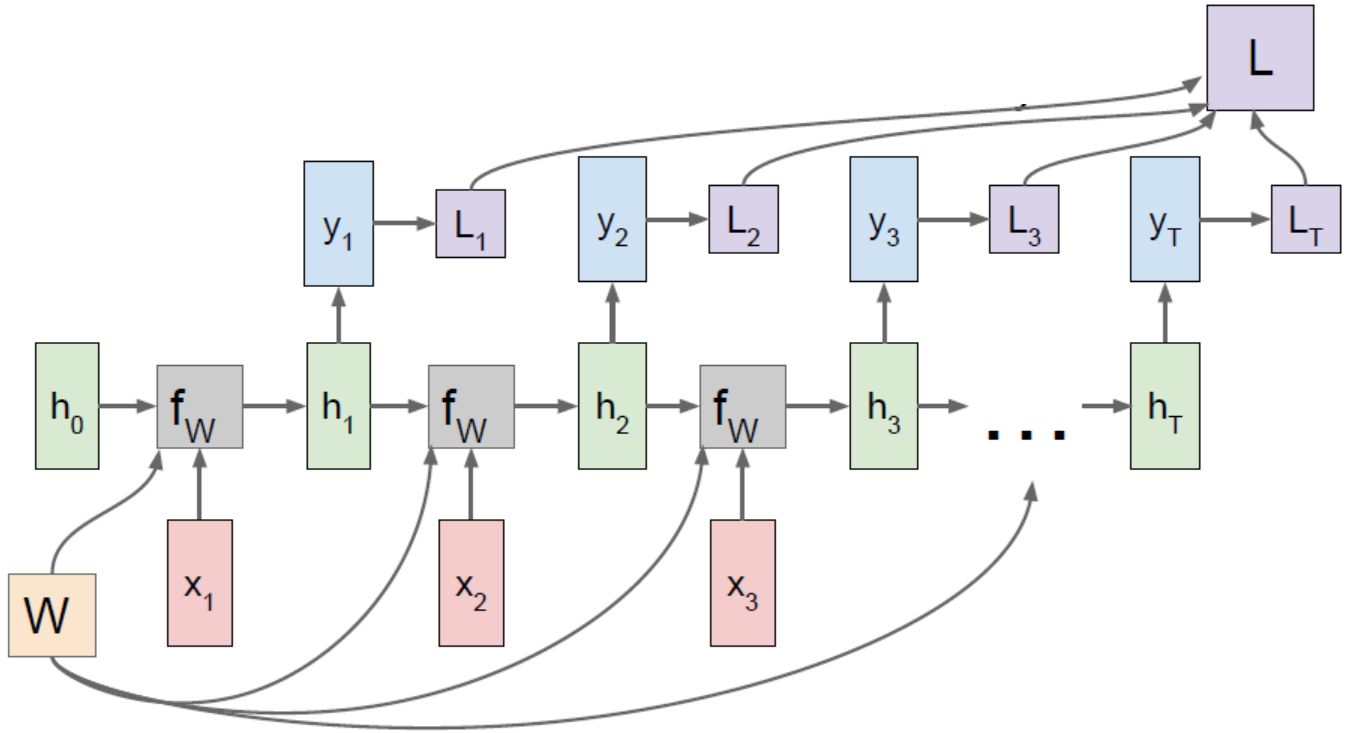 L
y1 L1 y2 L2 y3 L3 yT LT
h0 fW h1 fW h2 fW h3 ... hT
W x1 x2 x3